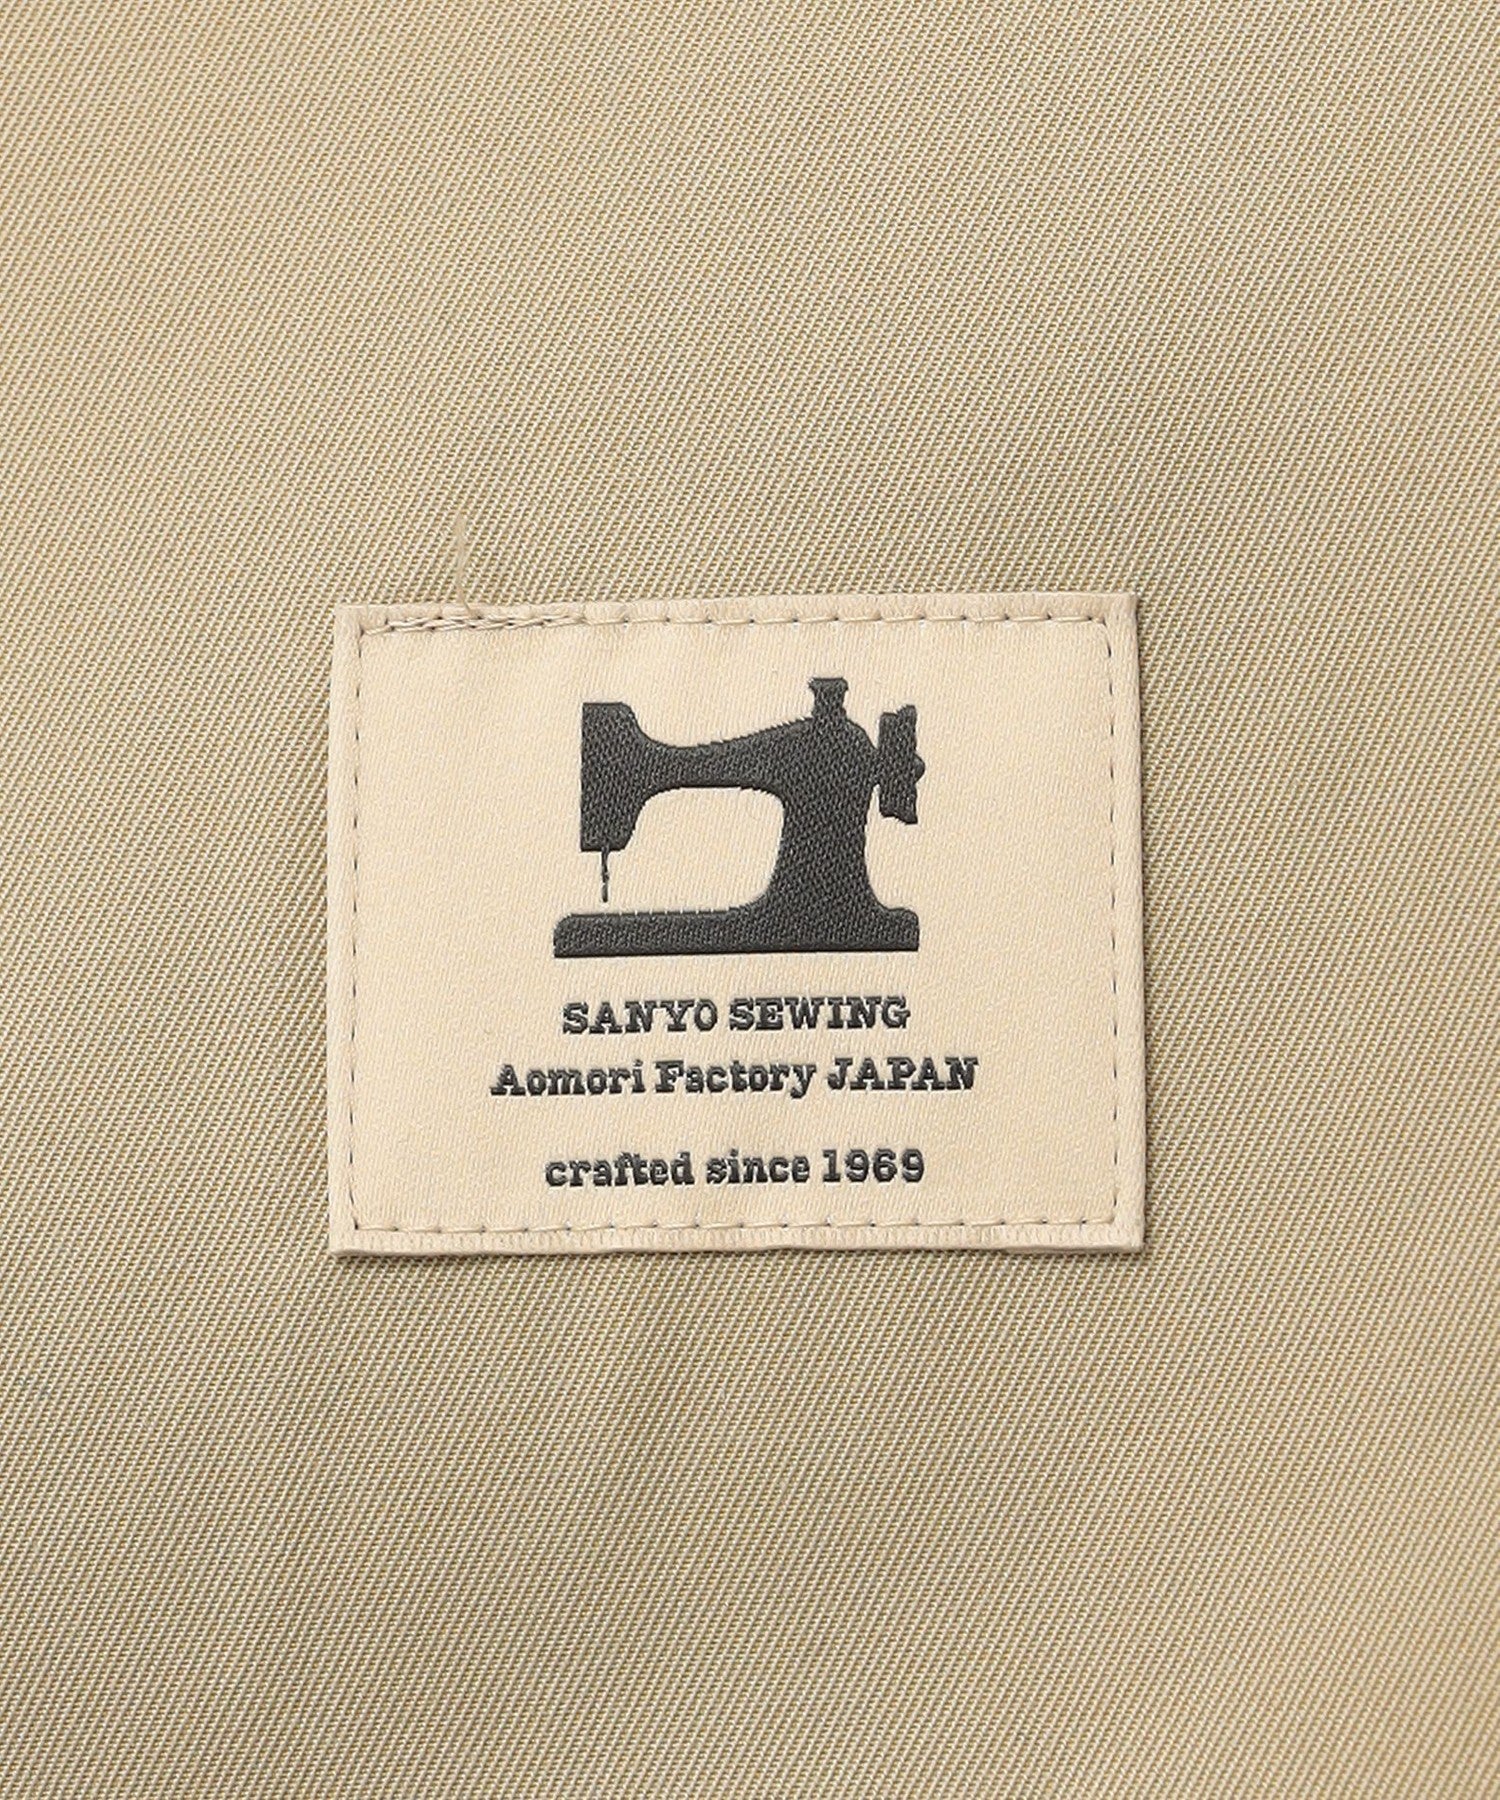 SANYO SEWING
Aomori Factory JAPAN
crafted since 1969